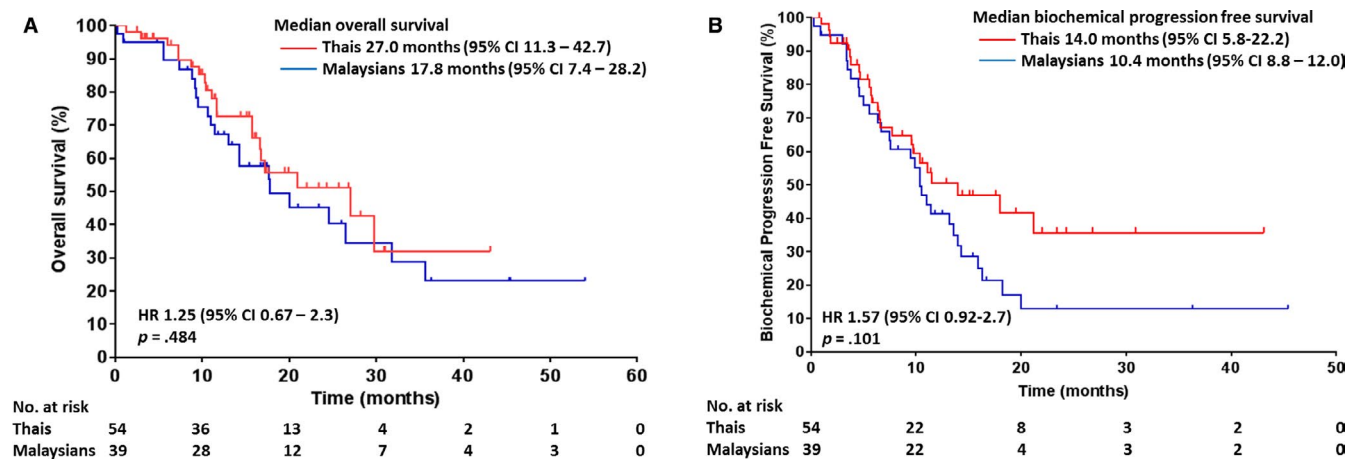 A
Median overall survival
Thais 27.0 months (95% CI 11.3 – 42.7)
Malaysians 17.8 months (95% CI 7.4 – 28.2)
Overall survival (%)
100
90
80
70
60
50
40
30
20
10
0
HR 1.25 (95% CI 0.67 – 2.3)
p = .484
0 10 20 30 40 50 60
Time (months)
No. at risk
Thais 54 36 13 4 2 1 0
Malaysians 39 28 12 7 4 3 0
B
Median biochemical progression free survival
Thais 14.0 months (95% CI 5.8-22.2)
Malaysians 10.4 months (95% CI 8.8 – 12.0)
Biochemical Progression Free Survival (%)
100
90
80
70
60
50
40
30
20
10
0
HR 1.57 (95% CI 0.92-2.7)
p = .101
0 10 20 30 40 50
Time (months)
No. at risk
Thais 54 22 8 3 2 0
Malaysians 39 22 4 3 2 0